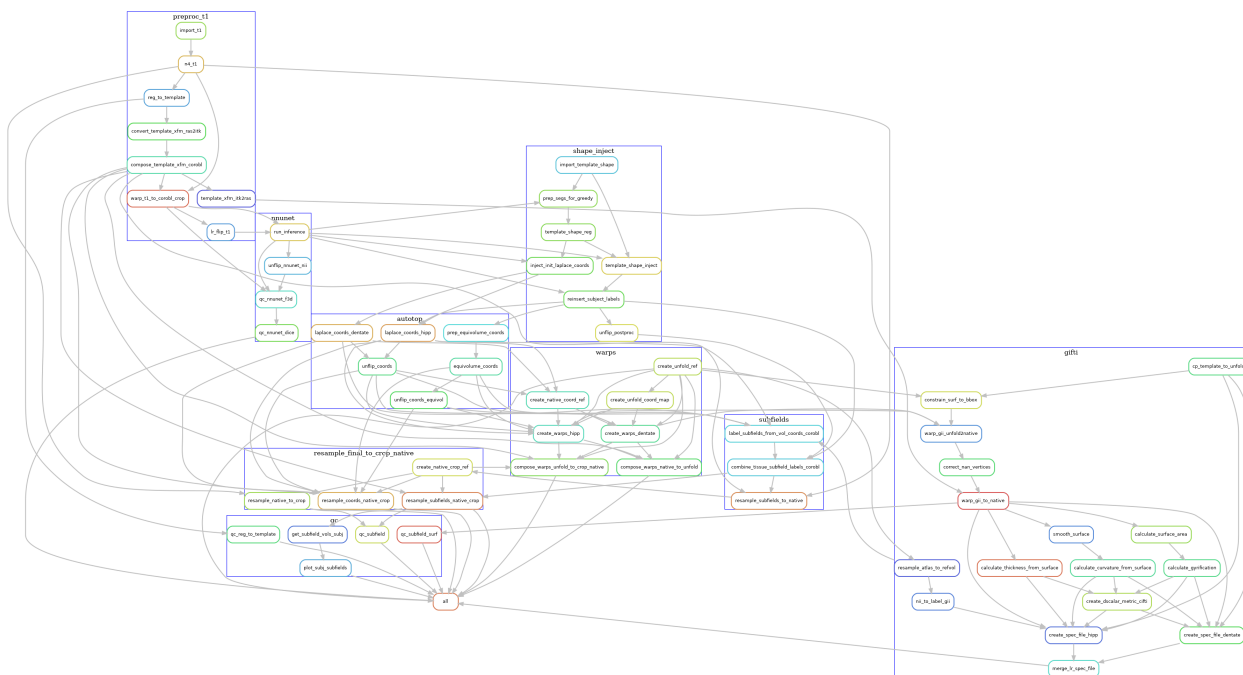 preproc_t1
import_t1
n4_t1
reg_to_template
convert_template_xfm_ras2itk
compose_template_xfm_corobl
warp_t1_to_corobl_crop
template_xfm_itk2ras
lr_flip_t1
nnunet
run_inference
unflip_nnunet_nii
qc_nnunet_f3d
qc_nnunet_dice
shape_inject
import_template_shape
prep_segs_for_greedy
template_shape_reg
inject_init_laplace_coords
template_shape_inject
reinsert_subject_labels
unflip_postproc
autotop
laplace_coords_dentate
laplace_coords_hipp
prep_equivolume_coords
unflip_coords
equivolume_coords
unflip_coords_equivol
warps
create_unfold_ref
create_native_coord_ref
create_unfold_coord_map
create_warps_hipp
create_warps_dentate
compose_warps_unfold_to_crop_native
compose_warps_native_to_unfold
subfields
label_subfields_from_vol_coords_corobl
combine_tissue_subfield_labels_corobl
resample_subfields_to_native
resample_final_to_crop_native
create_native_crop_ref
resample_native_to_crop
resample_coords_native_crop
resample_subfields_native_crop
qc
qc_reg_to_template
get_subfield_vols_subj
qc_subfield
qc_subfield_surf
plot_subj_subfields
all
gifti
cp_template_to_unfold
constrain_surf_to_bbox
warp_gii_unfold2native
correct_nan_vertices
warp_gii_to_native
smooth_surface
calculate_surface_area
resample_atlas_to_refvol
calculate_thickness_from_surface
calculate_curvature_from_surface
calculate_gyrification
nii_to_label_gii
create_dscalar_metric_cifti
create_spec_file_hipp
create_spec_file_dentate
merge_lr_spec_file